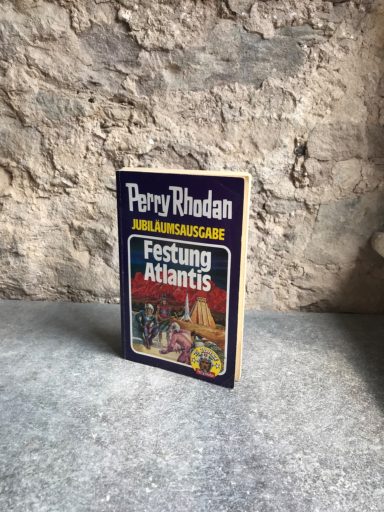 Perry Rhodan
JUBILÄUMSAUSGABE
Festung
Atlantis